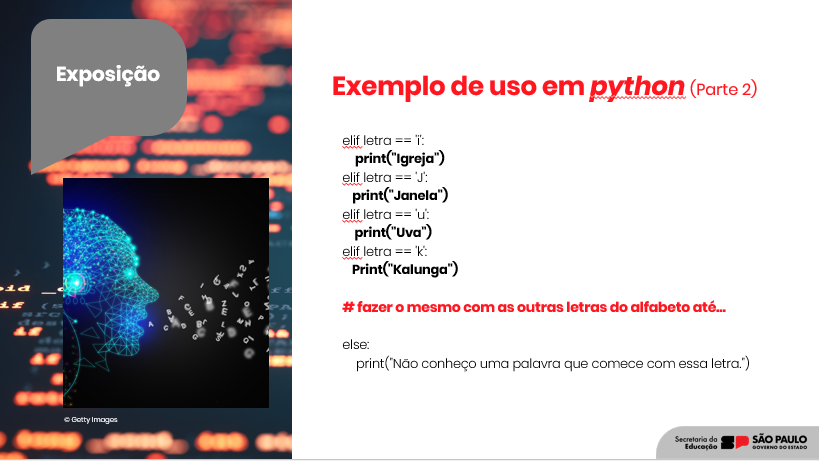 Exposição
Exemplo de uso em python (Parte 2)
elif letra == 'i':
print("Igreja")
elif letra == 'J':
print("Janela")
elif letra == 'u':
print("Uva")
elif letra == 'k':
Print("Kalunga")
# fazer o mesmo com as outras letras do alfabeto até...
else:
print("Não conheço uma palavra que comece com essa letra.")
© Getty Images
Secretaria da
Educação
SP
SÃO PAULO
GOVERNO DO ESTADO